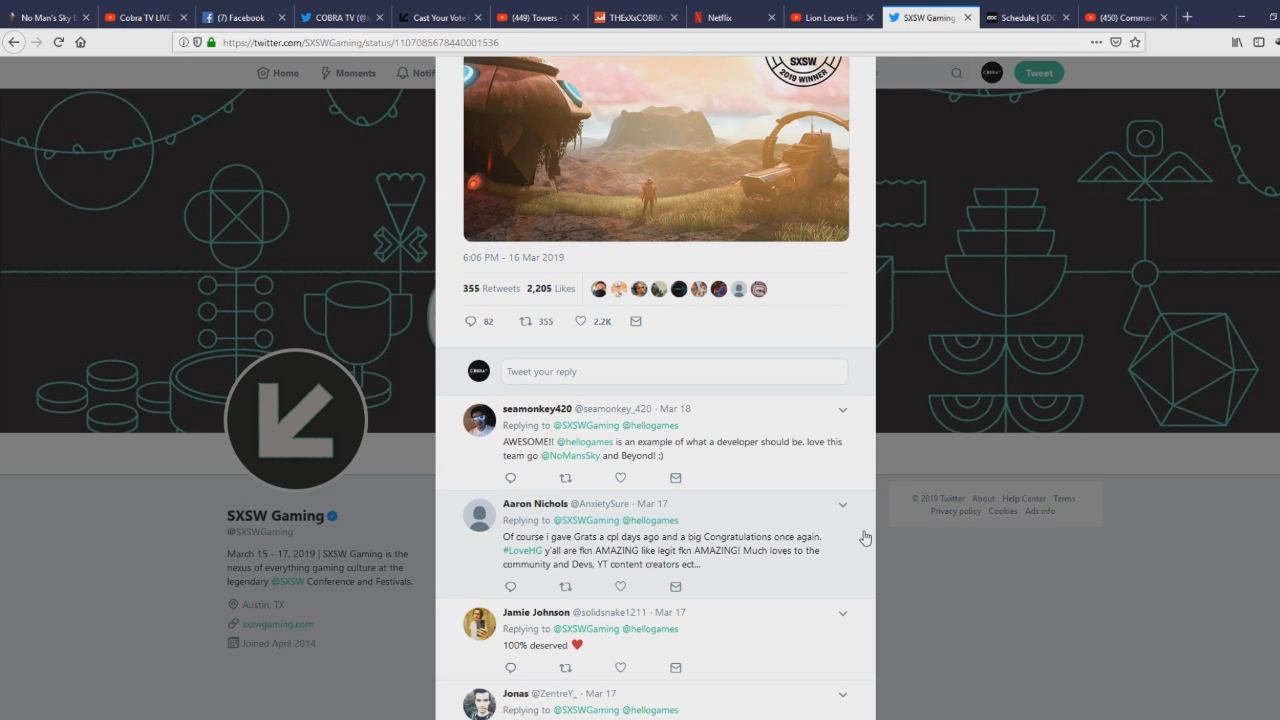 No Man's Sky
Cobra TV LIVE
(7) Facebook
COBRA TV (@
Cast Your Vote
(449) Towers -
THExXxCOBRA
Netflix
Lion Loves His
SXSW Gaming
Schedule | GDC
(450) Commen
https://twitter.com/SXSWGaming/status/1107085678440001536
Home
Moments
Notif
Tweet
SXSW
2019 WINNER
6:06 PM - 16 Mar 2019
355 Retweets 2,205 Likes
82 355 2.2K
Tweet your reply
seamonkey420 @seamonkey_420 · Mar 18
Replying to @SXSWGaming @hellogames
AWESOME!! @hellogames is an example of what a developer should be. love this
team go @NoMansSky and Beyond! :)
Aaron Nichols @AnxietySure · Mar 17
Replying to @SXSWGaming @hellogames
Of course i gave Grats a cpl days ago and a big Congratulations once again.
#LoveHG y'all are fkn AMAZING like legit fkn AMAZING! Much loves to the
community and Devs, YT content creators ect...
Jamie Johnson @solidsnake1211 · Mar 17
Replying to @SXSWGaming @hellogames
100% deserved ❤
Jonas @ZentreY_ · Mar 17
Replying to @SXSWGaming @hellogames
SXSW Gaming
@SXSWGaming
March 15 - 17, 2019 | SXSW Gaming is the
nexus of everything gaming culture at the
legendary @SXSW Conference and Festivals.
Austin, TX
sxswgaming.com
Joined April 2014
© 2019 Twitter About Help Center Terms
Privacy policy Cookies Ads info